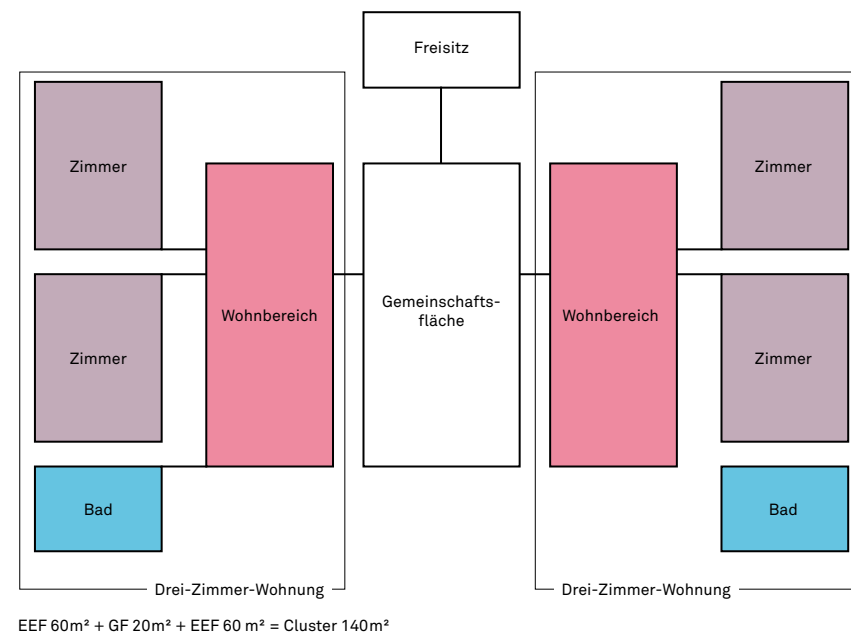 Freisitz
Zimmer
Zimmer
Wohnbereich
Gemeinschafts-
fläche
Wohnbereich
Zimmer
Zimmer
Bad
Bad
Drei-Zimmer-Wohnung
Drei-Zimmer-Wohnung
EEF 60m² + GF 20m² + EEF 60 m² = Cluster 140m²